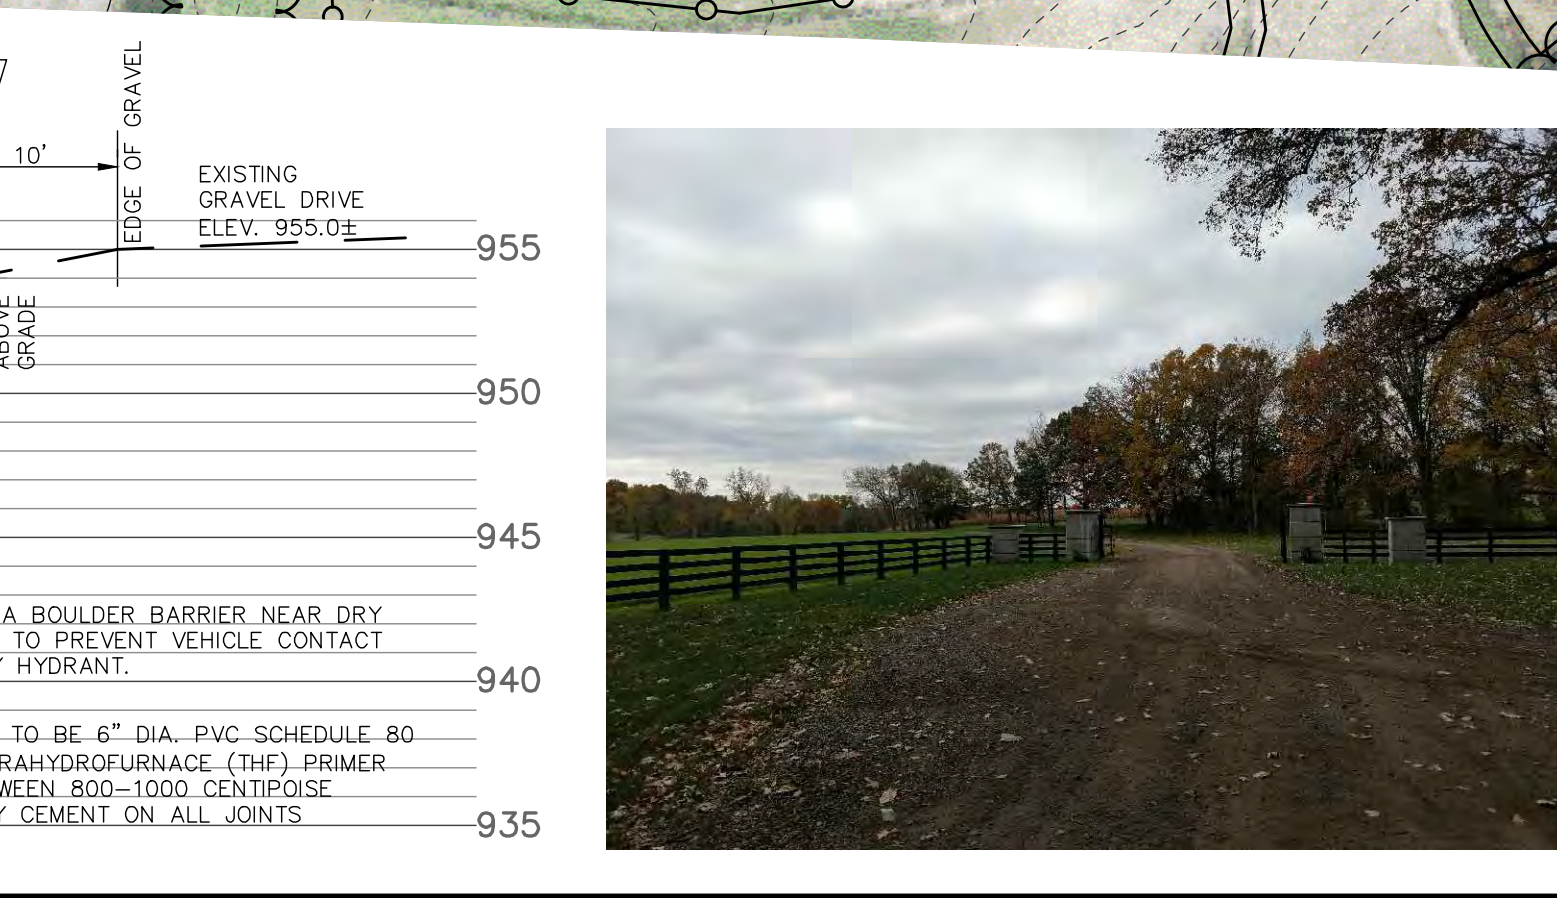 EDGE OF GRAVEL
10'
EXISTING
GRAVEL DRIVE
ELEV. 955.0±
955
ABOVE
GRADE
950
945
A BOULDER BARRIER NEAR DRY
TO PREVENT VEHICLE CONTACT
HYDRANT.
940
TO BE 6" DIA. PVC SCHEDULE 80
RAHYDROFURNACE (THF) PRIMER
WEEN 800–1000 CENTIPOISE
CEMENT ON ALL JOINTS
935